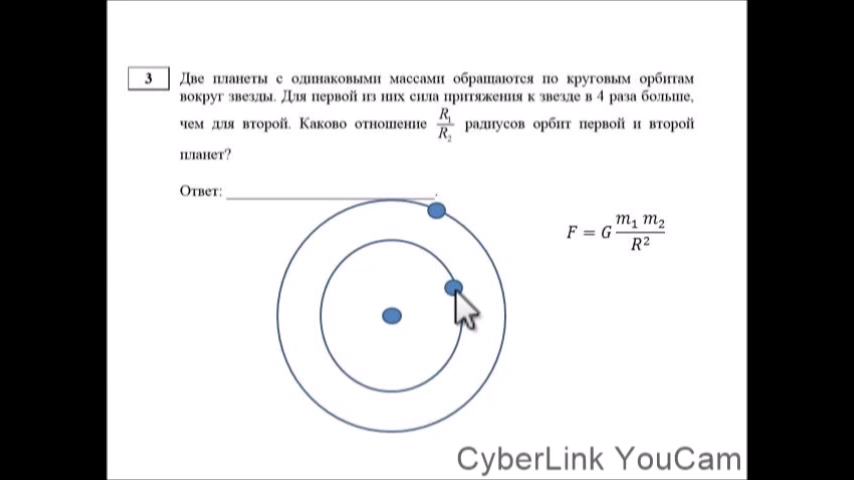 3
Две планеты с одинаковыми массами обращаются по круговым орбитам
вокруг звезды. Для первой из них сила притяжения к звезде в 4 раза больше,
чем для второй. Каково отношение R₁/R₂ радиусов орбит первой и второй
планет?
Ответ: ____________________.
F = G m₁ m₂ / R²
CyberLink YouCam